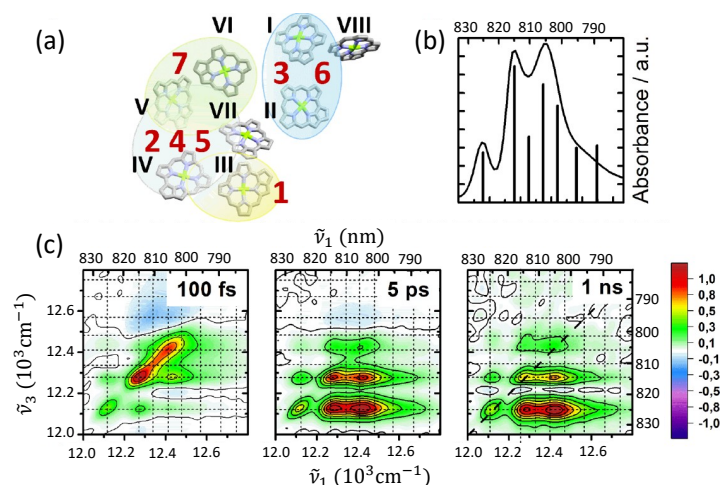 (a)
VI
I
VIII
7
3 6
V
VII
II
2 4 5
IV
III
1
(b)
830 820 810 800 790
Absorbance / a.u.
(c)
ṽ₁ (nm)
830 820 810 800 790
830 820 810 800 790
830 820 810 800 790
100 fs
5 ps
1 ns
ṽ₃ (10³cm⁻¹)
12.6
12.4
12.2
12.0
790
800
810
820
830
1,0
0,8
0,5
0,3
0,1
-0,1
-0,3
-0,5
-0,8
-1,0
12.0 12.2 12.4 12.6
12.0 12.2 12.4 12.6
12.0 12.2 12.4 12.6
ṽ₁ (10³cm⁻¹)